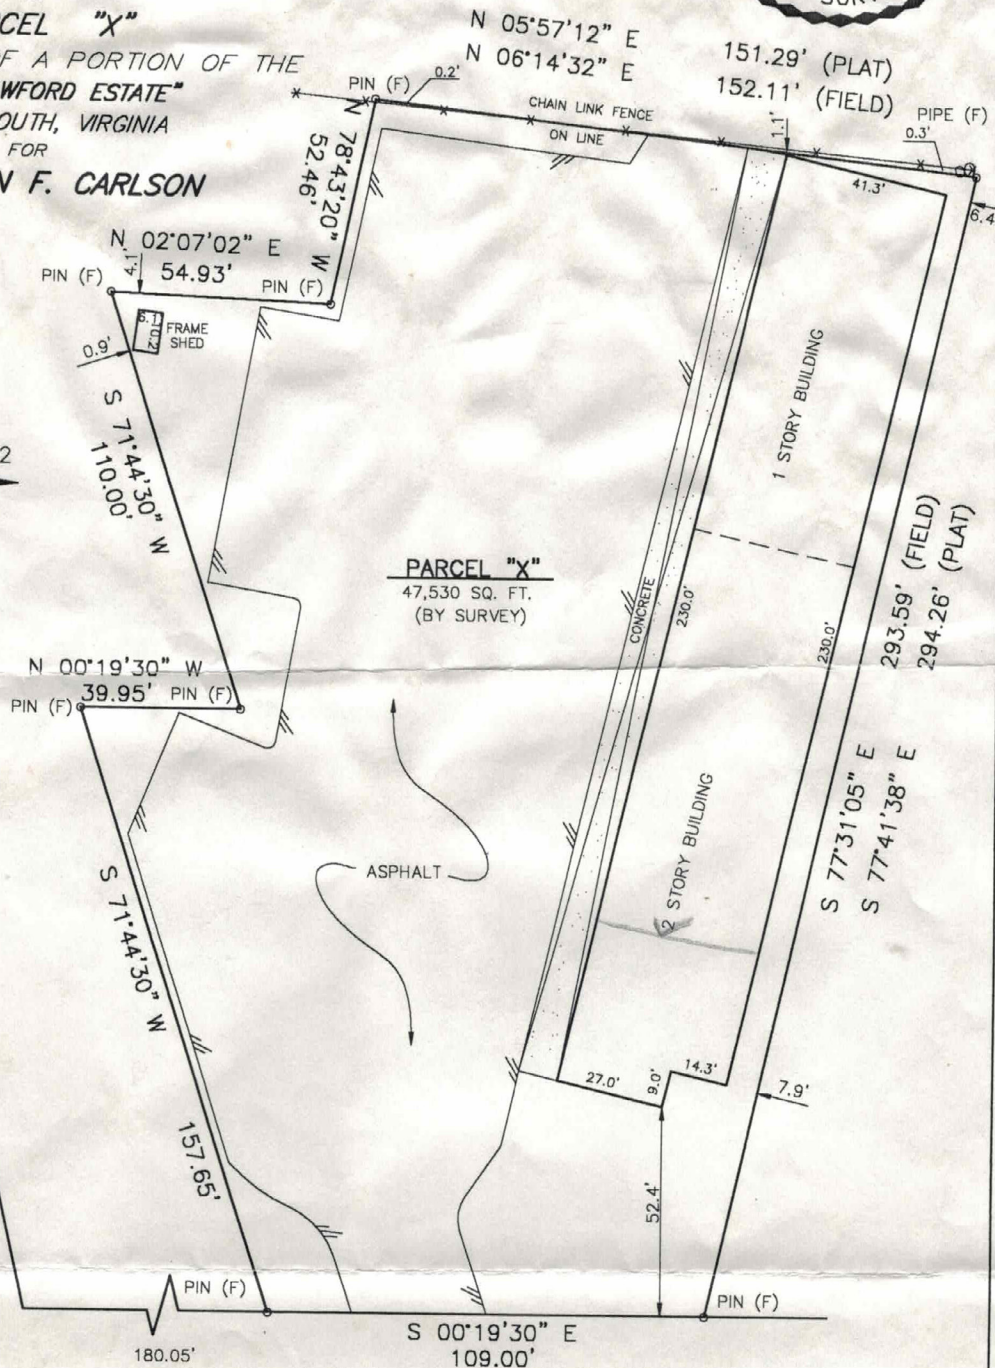 CEL "X"
F A PORTION OF THE
WFORD ESTATE"
OUTH, VIRGINIA
FOR
N F. CARLSON
N 05°57'12" E
N 06°14'32" E
151.29' (PLAT)
152.11' (FIELD)
PIN (F)
0.2'
CHAIN LINK FENCE
ON LINE
1.1'
PIPE (F)
0.3'
41.3'
6.4
N 78°43'20" W
52.46'
N 02°07'02" E
54.93'
PIN (F)
4.1'
PIN (F)
FRAME
SHED
0.9'
S 71°44'30" W
110.00'
2
1 STORY BUILDING
PARCEL "X"
47,530 SQ. FT.
(BY SURVEY)
CONCRETE
230.0'
230.0'
293.59' (FIELD)
294.26' (PLAT)
N 00°19'30" W
39.95'
PIN (F)
PIN (F)
S 77°31'05" E
S 77°41'38" E
ASPHALT
2 STORY BUILDING
S 71°44'30" W
157.65'
27.0'
9.0'
14.3'
7.9'
52.4'
PIN (F)
PIN (F)
S 00°19'30" E
109.00'
180.05'